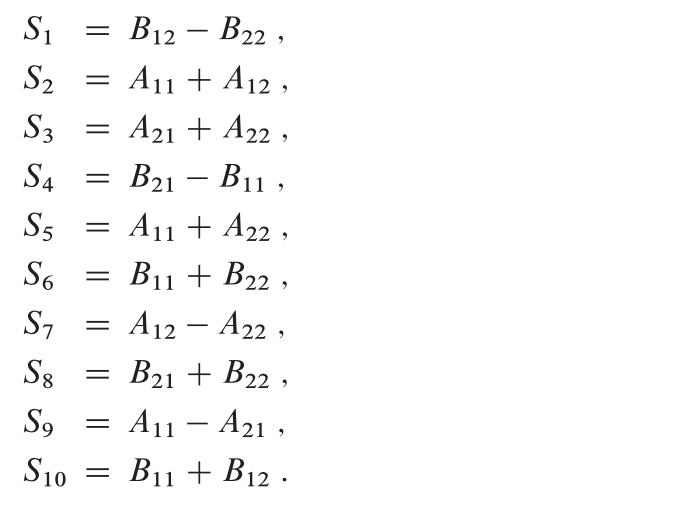 S₁ = B₁₂ − B₂₂ ,
S₂ = A₁₁ + A₁₂ ,
S₃ = A₂₁ + A₂₂ ,
S₄ = B₂₁ − B₁₁ ,
S₅ = A₁₁ + A₂₂ ,
S₆ = B₁₁ + B₂₂ ,
S₇ = A₁₂ − A₂₂ ,
S₈ = B₂₁ + B₂₂ ,
S₉ = A₁₁ − A₂₁ ,
S₁₀ = B₁₁ + B₁₂ .